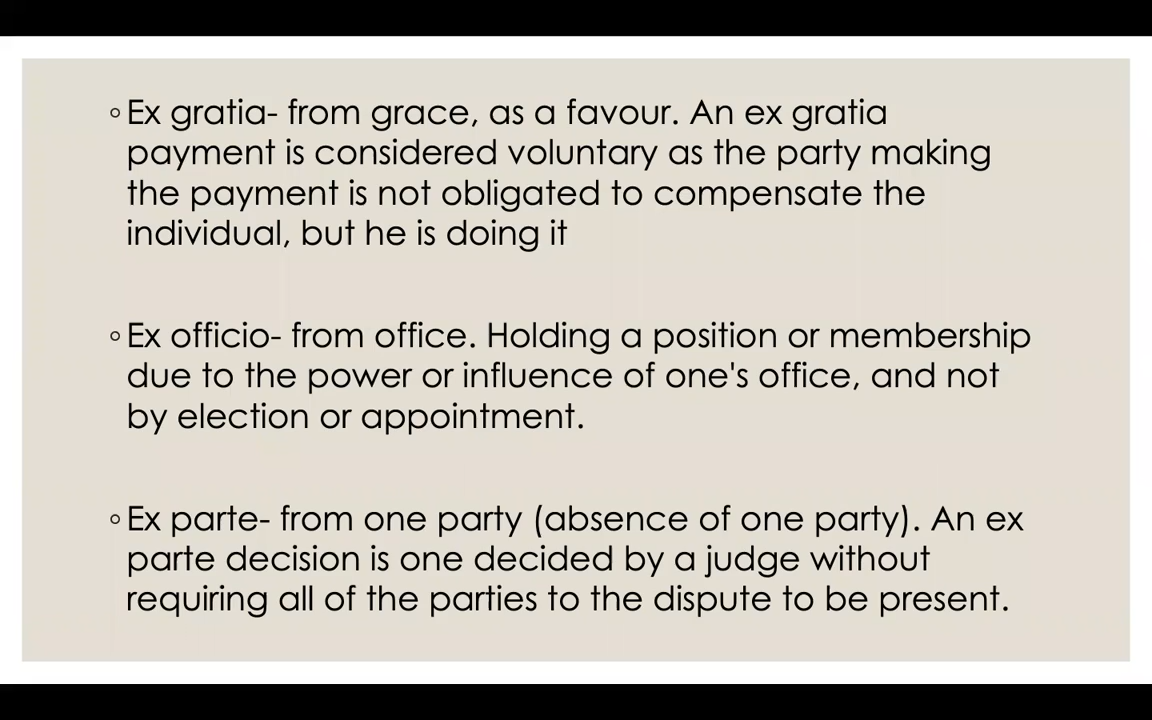 ◦Ex gratia- from grace, as a favour. An ex gratia
payment is considered voluntary as the party making
the payment is not obligated to compensate the
individual, but he is doing it
◦Ex officio- from office. Holding a position or membership
due to the power or influence of one's office, and not
by election or appointment.
◦Ex parte- from one party (absence of one party). An ex
parte decision is one decided by a judge without
requiring all of the parties to the dispute to be present.